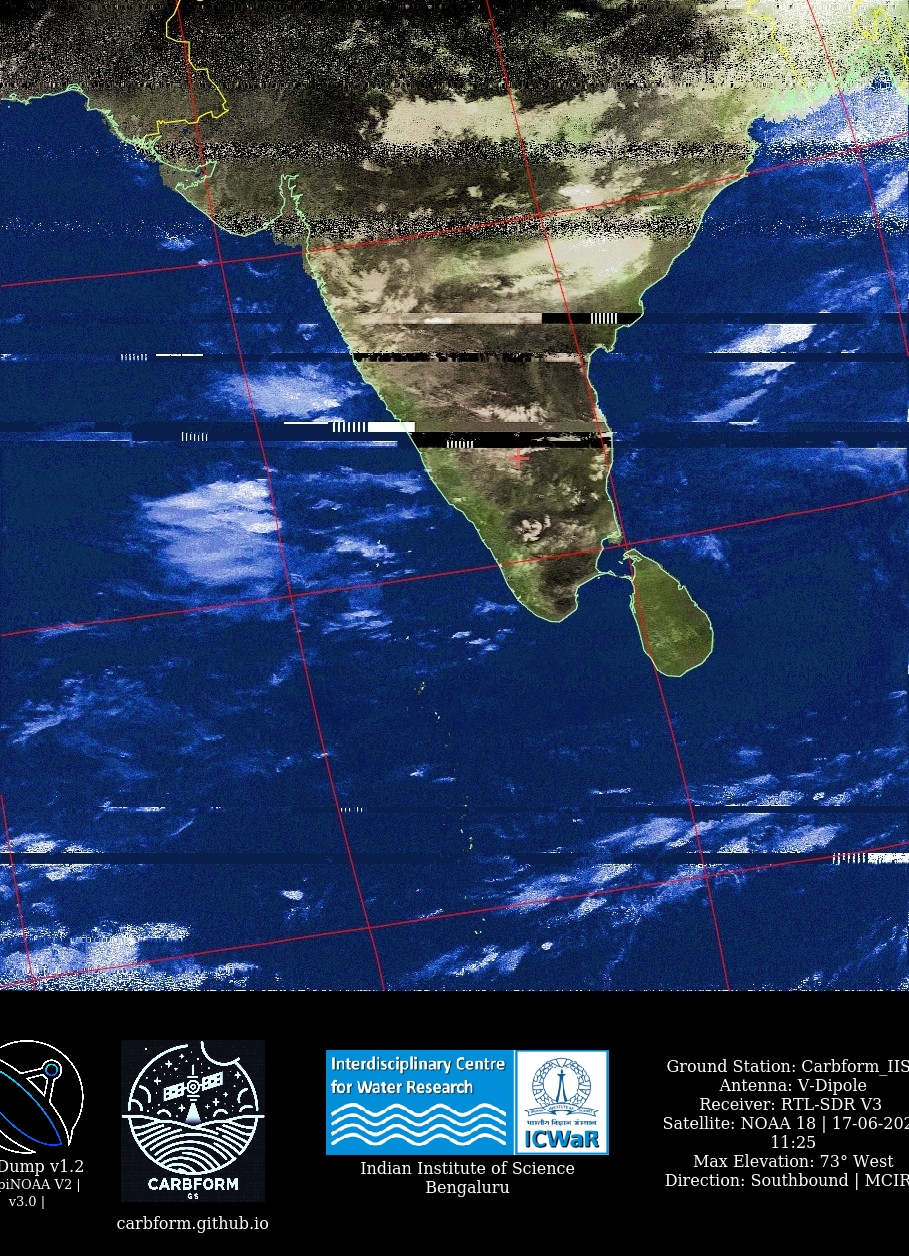 Dump v1.2
piNOAA V2 |
v3.0 |
CARBFORM
GS
carbform.github.io
Interdisciplinary Centre
for Water Research
भारतीय विज्ञान संस्थान
ICWaR
Indian Institute of Science
Bengaluru
Ground Station: Carbform_IIS
Antenna: V-Dipole
Receiver: RTL-SDR V3
Satellite: NOAA 18 | 17-06-202
11:25
Max Elevation: 73° West
Direction: Southbound | MCIR